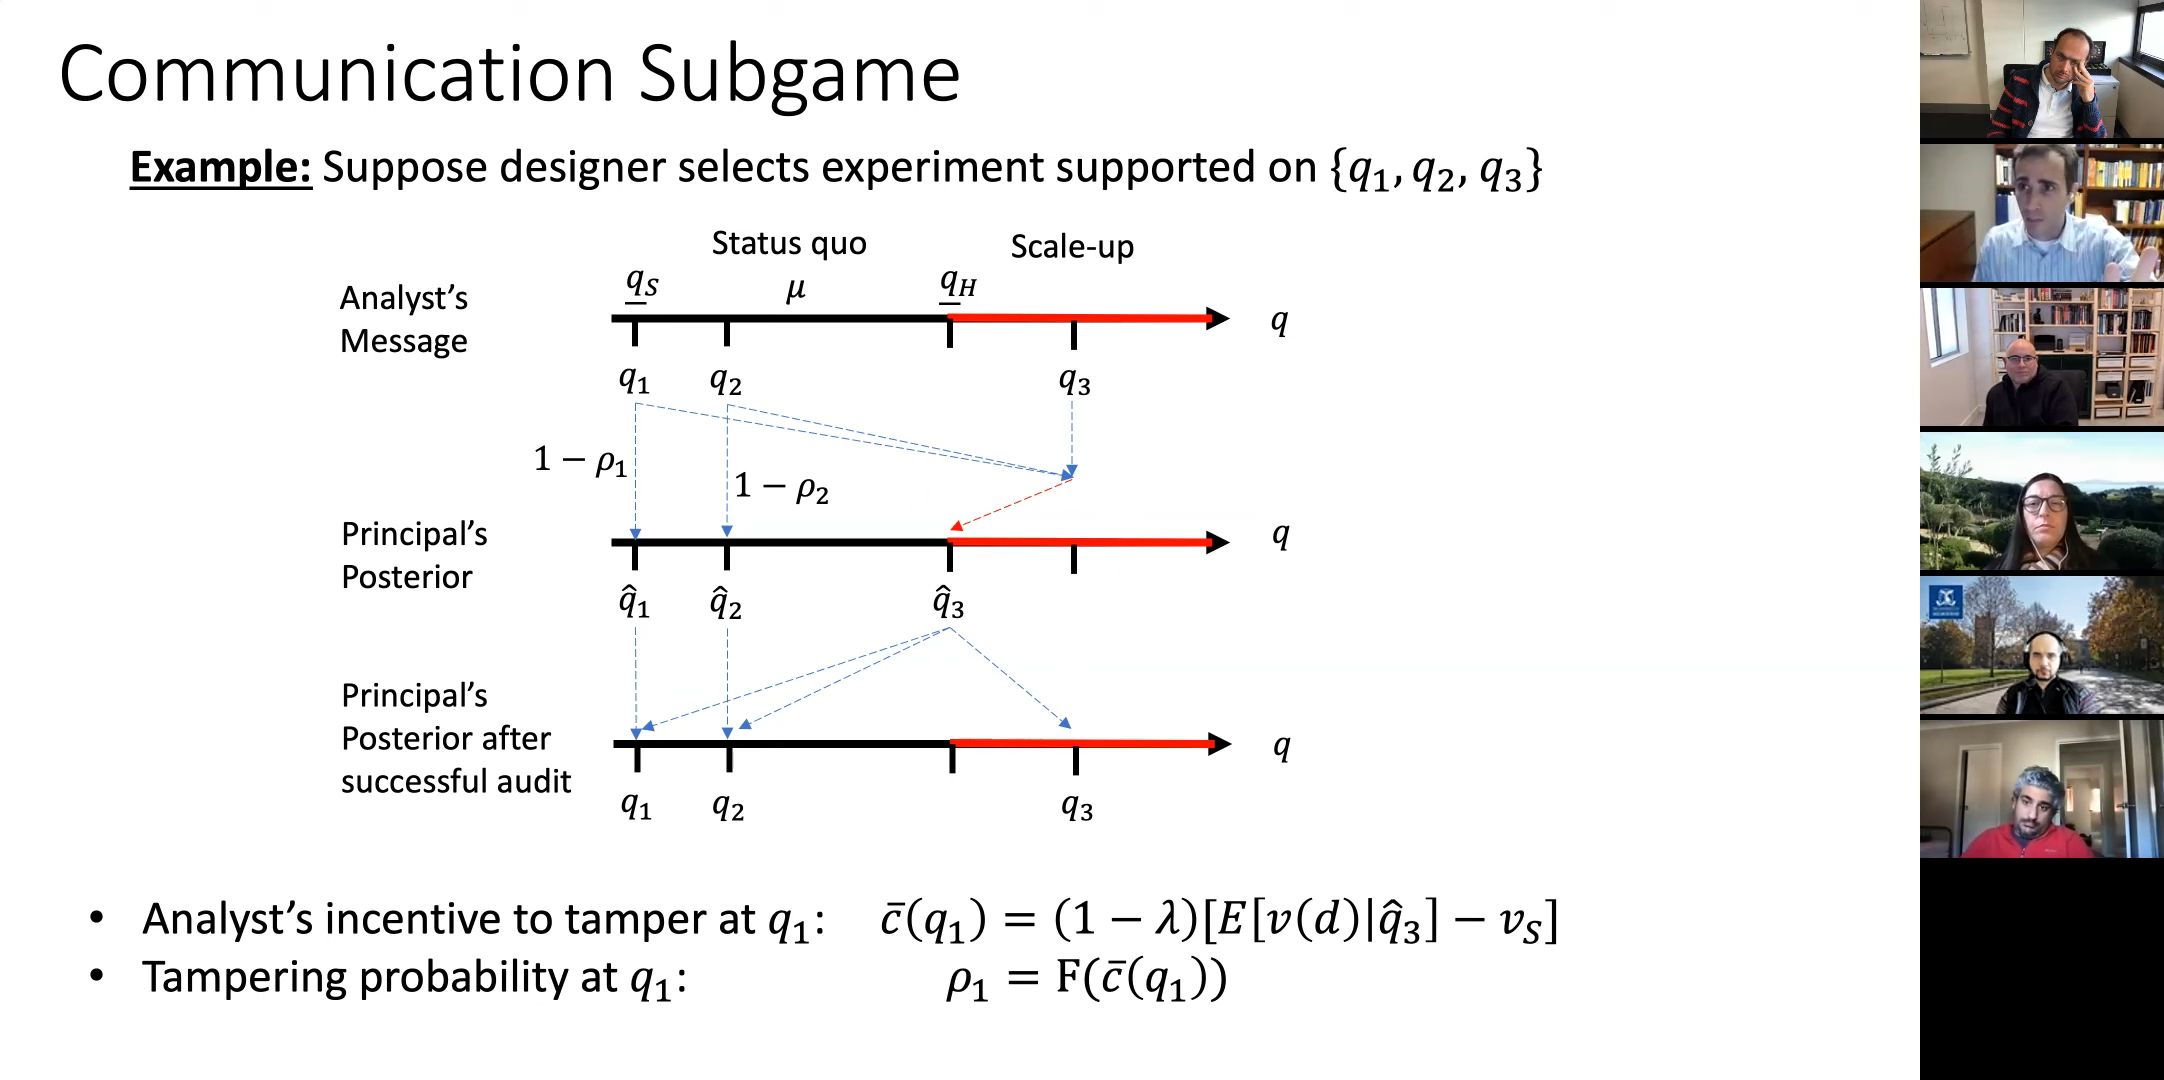 Communication Subgame
Example: Suppose designer selects experiment supported on {q₁, q₂, q₃}
Status quo
Scale-up
q̲S
μ
q̲H
Analyst's
Message
q
q₁
q₂
q₃
1 − ρ₁
1 − ρ₂
Principal's
Posterior
q
q̂₁
q̂₂
q̂₃
Principal's
Posterior after
successful audit
q
q₁
q₂
q₃
• Analyst's incentive to tamper at q₁: c̄(q₁) = (1 − λ)[E[v(d)|q̂₃] − vS]
• Tampering probability at q₁: ρ₁ = F(c̄(q₁))